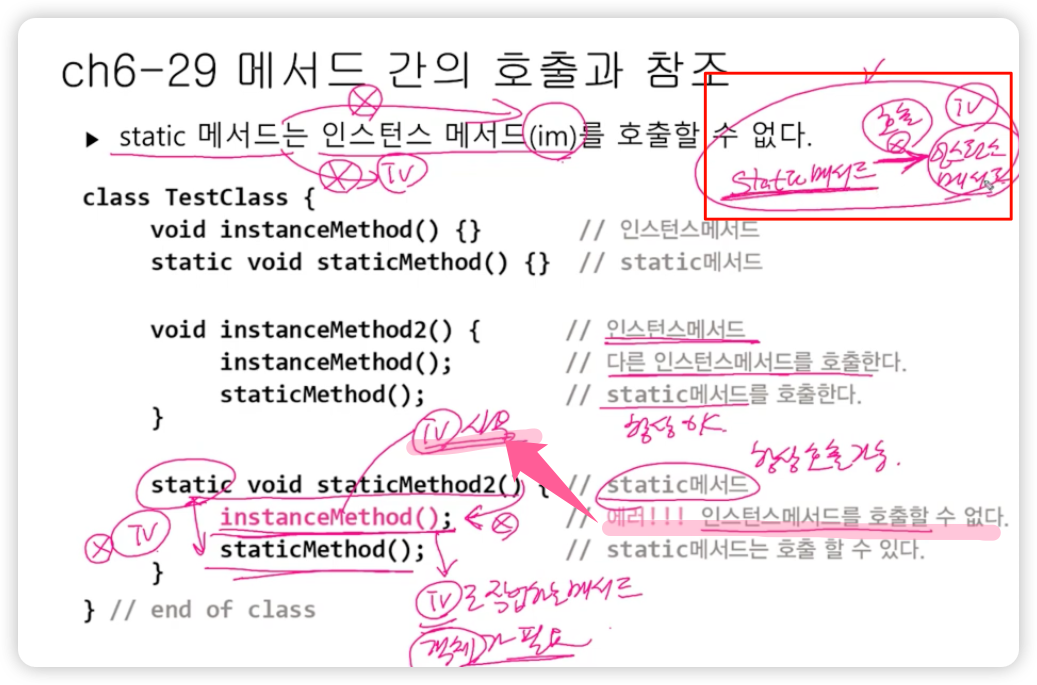 ch6-29 메서드 간의 호출과 참조
▶ static 메서드는 인스턴스 메서드(im)를 호출할 수 없다.
호출
iv
static 메서드
인스턴스
메서드
iv
class TestClass {
void instanceMethod() {} // 인스턴스메서드
static void staticMethod() {} // static메서드
void instanceMethod2() { // 인스턴스메서드
instanceMethod(); // 다른 인스턴스메서드를 호출한다.
staticMethod(); // static메서드를 호출한다.
}
iv 사용
항상 OK.
항상 호출가능.
static void staticMethod2() { // static메서드
instanceMethod(); // 에러!!! 인스턴스메서드를 호출할 수 없다.
iv
staticMethod(); // static메서드는 호출 할 수 있다.
}
iv로 작업하는 메서드
} // end of class
객체가 필요